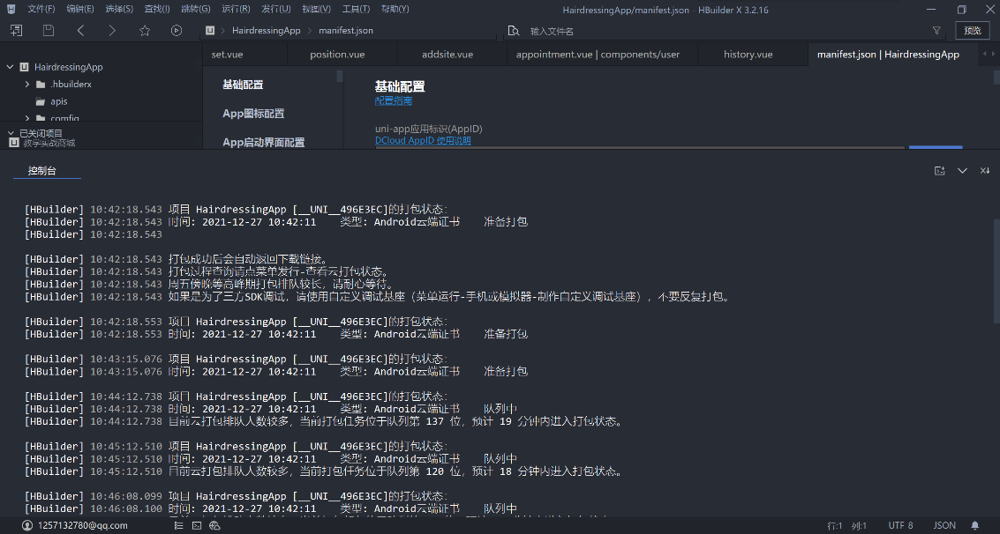 文件(F) 编辑(E) 选择(S) 查找(I) 跳转(G) 运行(R) 发行(U) 视图(V) 工具(T) 帮助(Y)
HairdressingApp/manifest.json - HBuilder X 3.2.16
HairdressingApp manifest.json
输入文件名
预览
set.vue position.vue addsite.vue appointment.vue | components/user history.vue manifest.json | HairdressingApp
HairdressingApp
.hbuilderx
apis
config
已关闭项目
教学实战商城
基础配置
App图标配置
App启动界面配置
基础配置
配置指南
uni-app应用标识(AppID)
DCloud AppID 使用说明
控制台
[HBuilder] 10:42:18.543 项目 HairdressingApp [__UNI__496E3EC]的打包状态:
[HBuilder] 10:42:18.543 时间: 2021-12-27 10:42:11 类型: Android云端证书 准备打包
[HBuilder] 10:42:18.543
[HBuilder] 10:42:18.543 打包成功后会自动返回下载链接。
[HBuilder] 10:42:18.543 打包过程查询请点菜单发行-查看云打包状态。
[HBuilder] 10:42:18.543 周五傍晚等高峰期打包排队较长，请耐心等待。
[HBuilder] 10:42:18.543 如果是为了三方SDK调试，请使用自定义调试基座（菜单运行-手机或模拟器-制作自定义调试基座），不要反复打包。
[HBuilder] 10:42:18.553 项目 HairdressingApp [__UNI__496E3EC]的打包状态:
[HBuilder] 10:42:18.553 时间: 2021-12-27 10:42:11 类型: Android云端证书 准备打包
[HBuilder] 10:43:15.076 项目 HairdressingApp [__UNI__496E3EC]的打包状态:
[HBuilder] 10:43:15.076 时间: 2021-12-27 10:42:11 类型: Android云端证书 准备打包
[HBuilder] 10:44:12.738 项目 HairdressingApp [__UNI__496E3EC]的打包状态:
[HBuilder] 10:44:12.738 时间: 2021-12-27 10:42:11 类型: Android云端证书 队列中
[HBuilder] 10:44:12.738 目前云打包排队人数较多，当前打包任务位于队列第 137 位，预计 19 分钟内进入打包状态。
[HBuilder] 10:45:12.510 项目 HairdressingApp [__UNI__496E3EC]的打包状态:
[HBuilder] 10:45:12.510 时间: 2021-12-27 10:42:11 类型: Android云端证书 队列中
[HBuilder] 10:45:12.510 目前云打包排队人数较多，当前打包任务位于队列第 120 位，预计 18 分钟内进入打包状态。
[HBuilder] 10:46:08.099 项目 HairdressingApp [__UNI__496E3EC]的打包状态:
[HBuilder] 10:46:08.100 时间: 2021-12-27 10:42:11 类型: Android云端证书 队列中
1257132780@qq.com
行:1 列:1 UTF 8 JSON